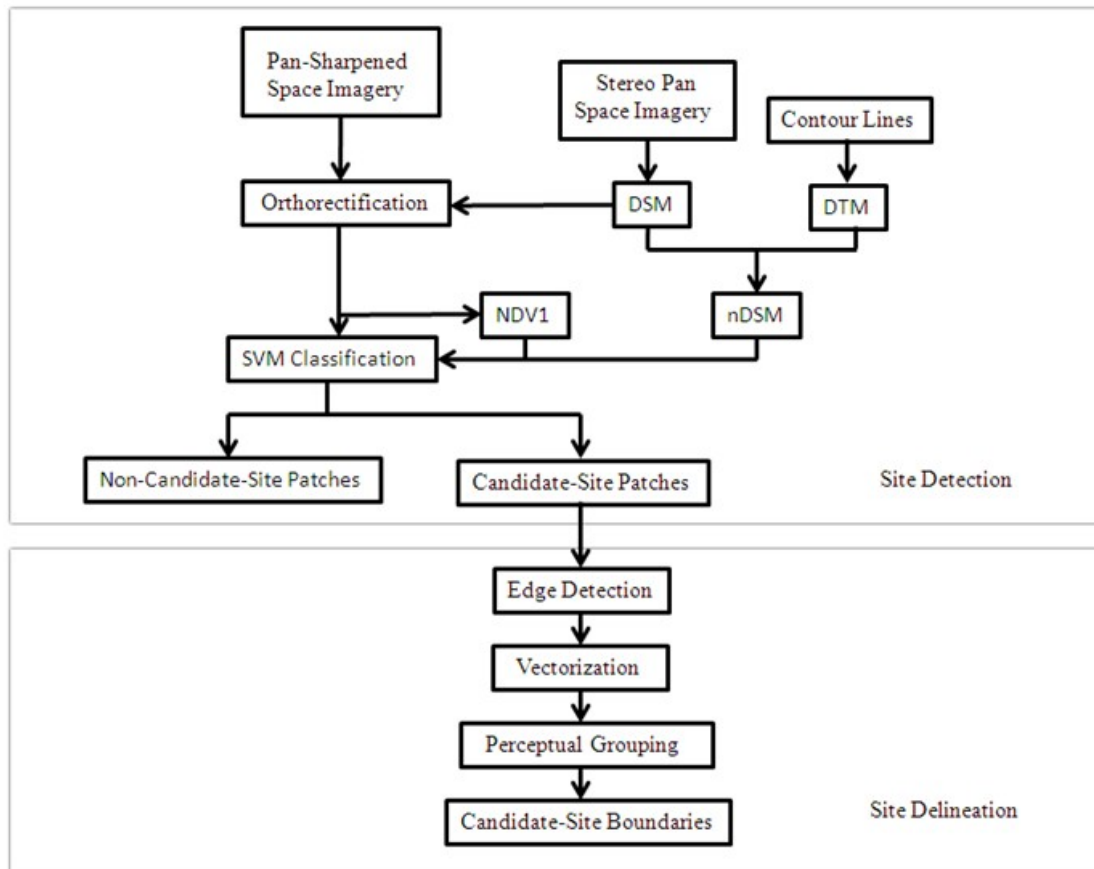 Pan-Sharpened
Space Imagery
Stereo Pan
Space Imagery
Contour Lines
Orthorectification
DSM
DTM
NDV1
nDSM
SVM Classification
Non-Candidate-Site Patches
Candidate-Site Patches
Site Detection
Edge Detection
Vectorization
Perceptual Grouping
Candidate-Site Boundaries
Site Delineation